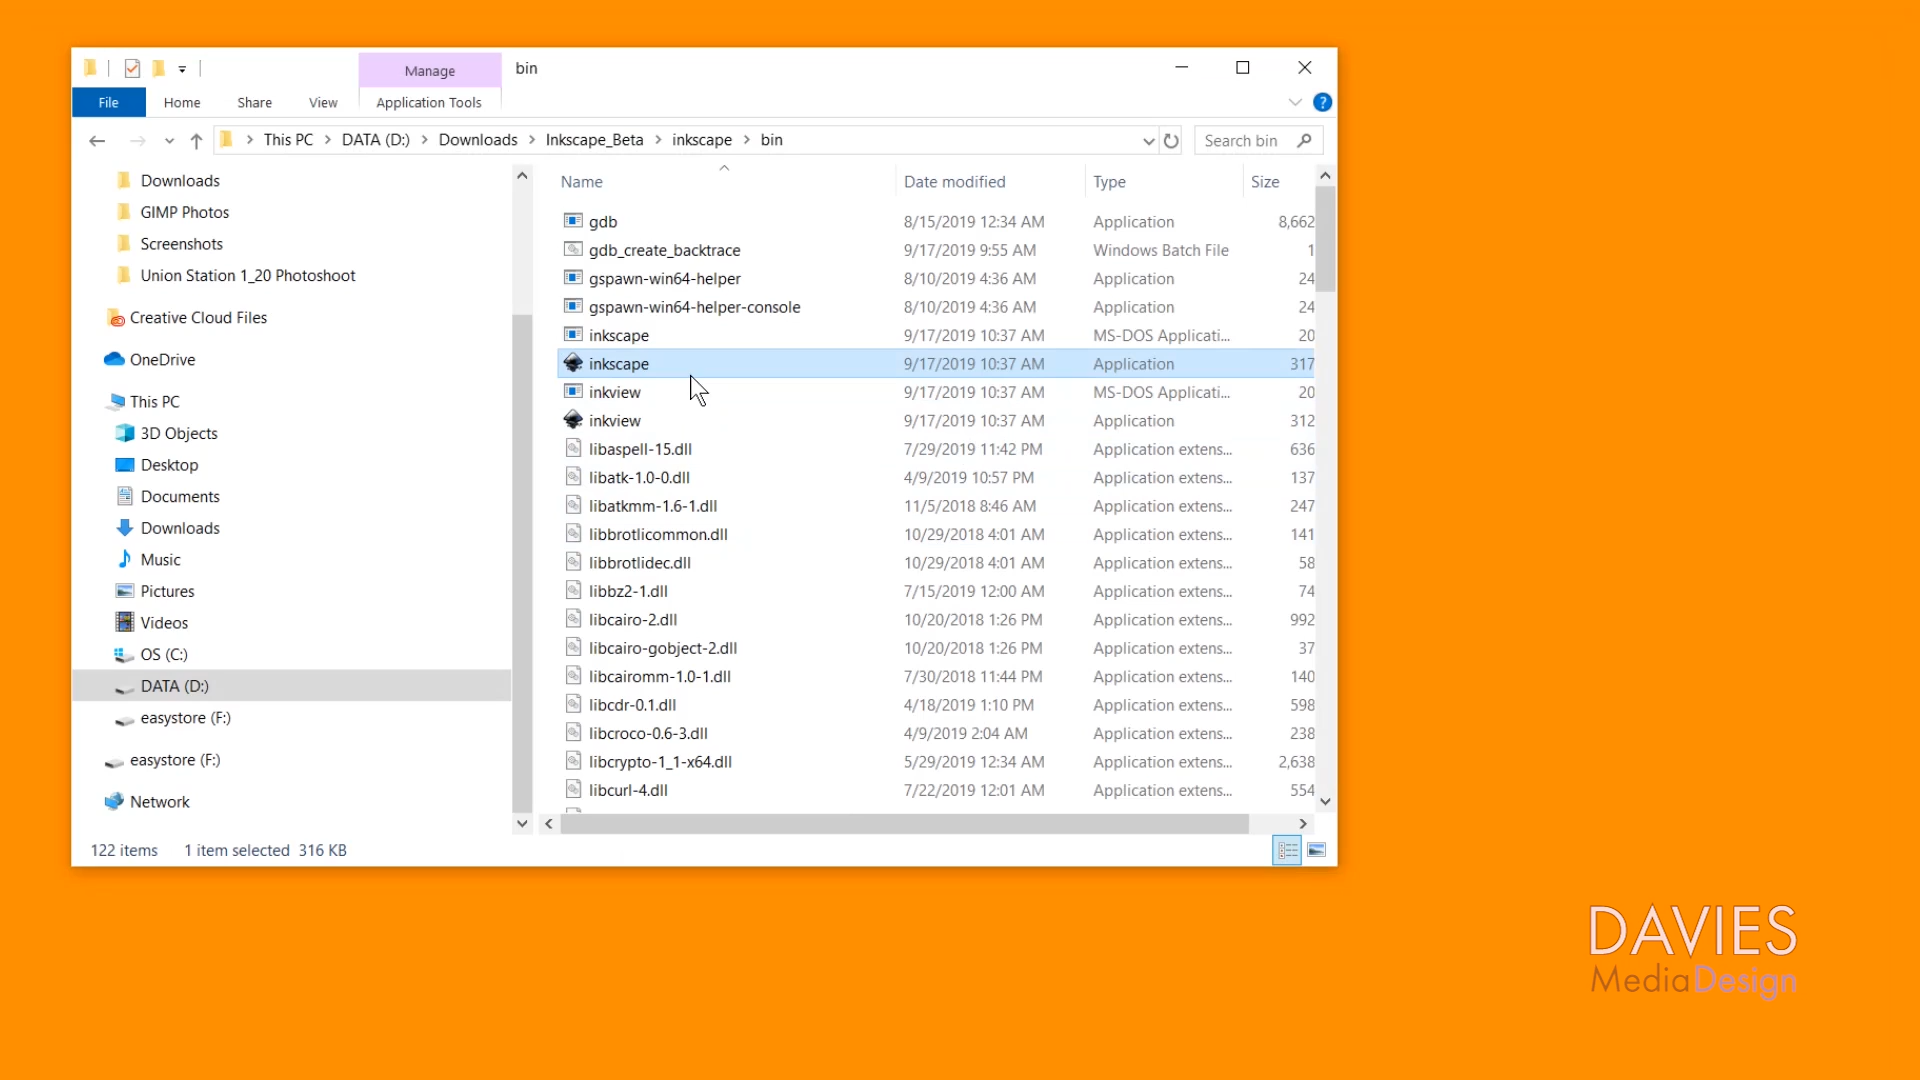 Manage
bin
File
Home
Share
View
Application Tools
This PC
DATA (D:)
Downloads
Inkscape_Beta
inkscape
bin
Search bin
Downloads
GIMP Photos
Screenshots
Union Station 1_20 Photoshoot
Creative Cloud Files
OneDrive
This PC
3D Objects
Desktop
Documents
Downloads
Music
Pictures
Videos
OS (C:)
DATA (D:)
easystore (F:)
easystore (F:)
Network
Name Date modified Type Size
gdb 8/15/2019 12:34 AM Application 8,662
gdb_create_backtrace 9/17/2019 9:55 AM Windows Batch File 1
gspawn-win64-helper 8/10/2019 4:36 AM Application 24
gspawn-win64-helper-console 8/10/2019 4:36 AM Application 24
inkscape 9/17/2019 10:37 AM MS-DOS Applicati... 20
inkscape 9/17/2019 10:37 AM Application 317
inkview 9/17/2019 10:37 AM MS-DOS Applicati... 20
inkview 9/17/2019 10:37 AM Application 312
libaspell-15.dll 7/29/2019 11:42 PM Application extens... 636
libatk-1.0-0.dll 4/9/2019 10:57 PM Application extens... 137
libatkmm-1.6-1.dll 11/5/2018 8:46 AM Application extens... 247
libbrotlicommon.dll 10/29/2018 4:01 AM Application extens... 141
libbrotlidec.dll 10/29/2018 4:01 AM Application extens... 58
libbz2-1.dll 7/15/2019 12:00 AM Application extens... 74
libcairo-2.dll 10/20/2018 1:26 PM Application extens... 992
libcairo-gobject-2.dll 10/20/2018 1:26 PM Application extens... 37
libcairomm-1.0-1.dll 7/30/2018 11:44 PM Application extens... 140
libcdr-0.1.dll 4/18/2019 1:10 PM Application extens... 598
libcroco-0.6-3.dll 4/9/2019 2:04 AM Application extens... 238
libcrypto-1_1-x64.dll 5/29/2019 12:34 AM Application extens... 2,638
libcurl-4.dll 7/22/2019 12:01 AM Application extens... 554
122 items 1 item selected 316 KB
DAVIES
MediaDesign